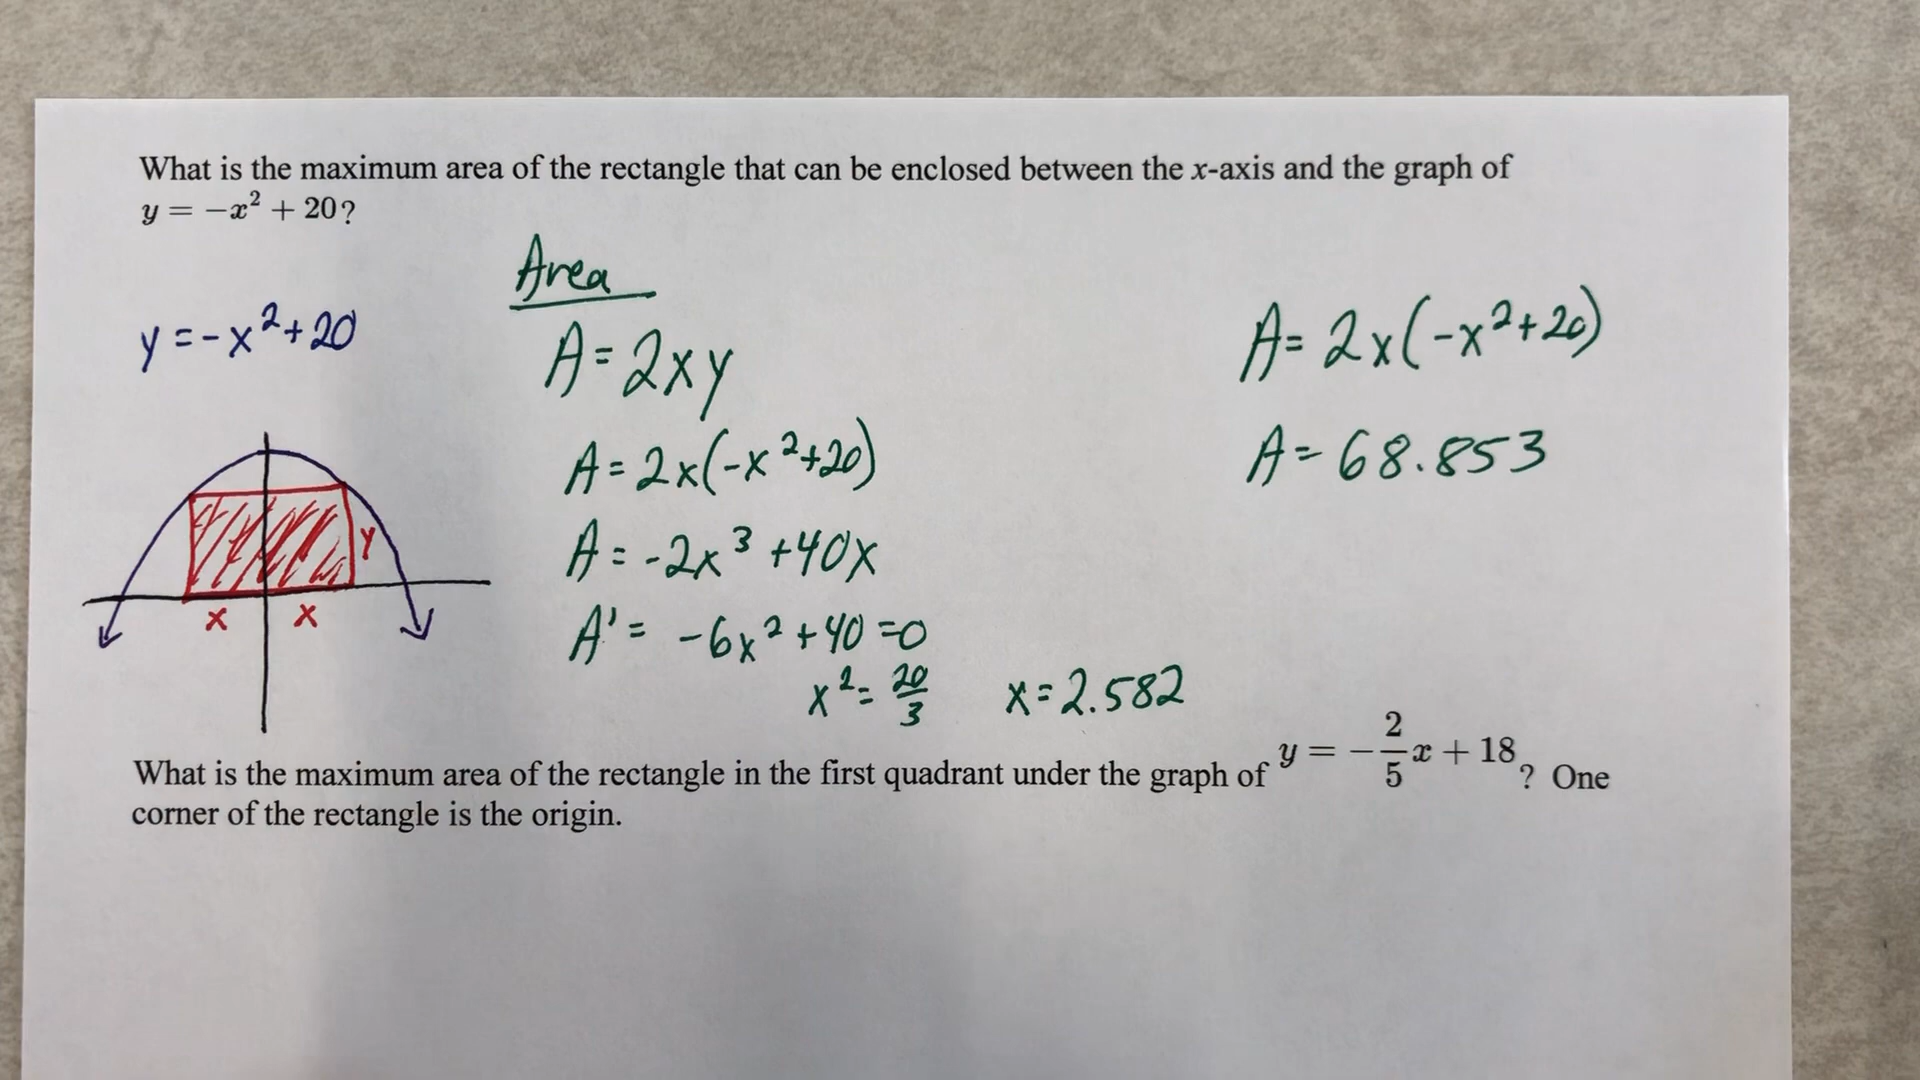 What is the maximum area of the rectangle that can be enclosed between the x-axis and the graph of
y = −x² + 20?
y = -x² + 20
Area
A = 2xy
A = 2x(-x² + 20)
A = -2x³ + 40x
A' = -6x² + 40 = 0
x² = 20/3
x = 2.582
A = 2x(-x² + 20)
A = 68.853
y
x x
What is the maximum area of the rectangle in the first quadrant under the graph of y = −2/5x + 18? One
corner of the rectangle is the origin.